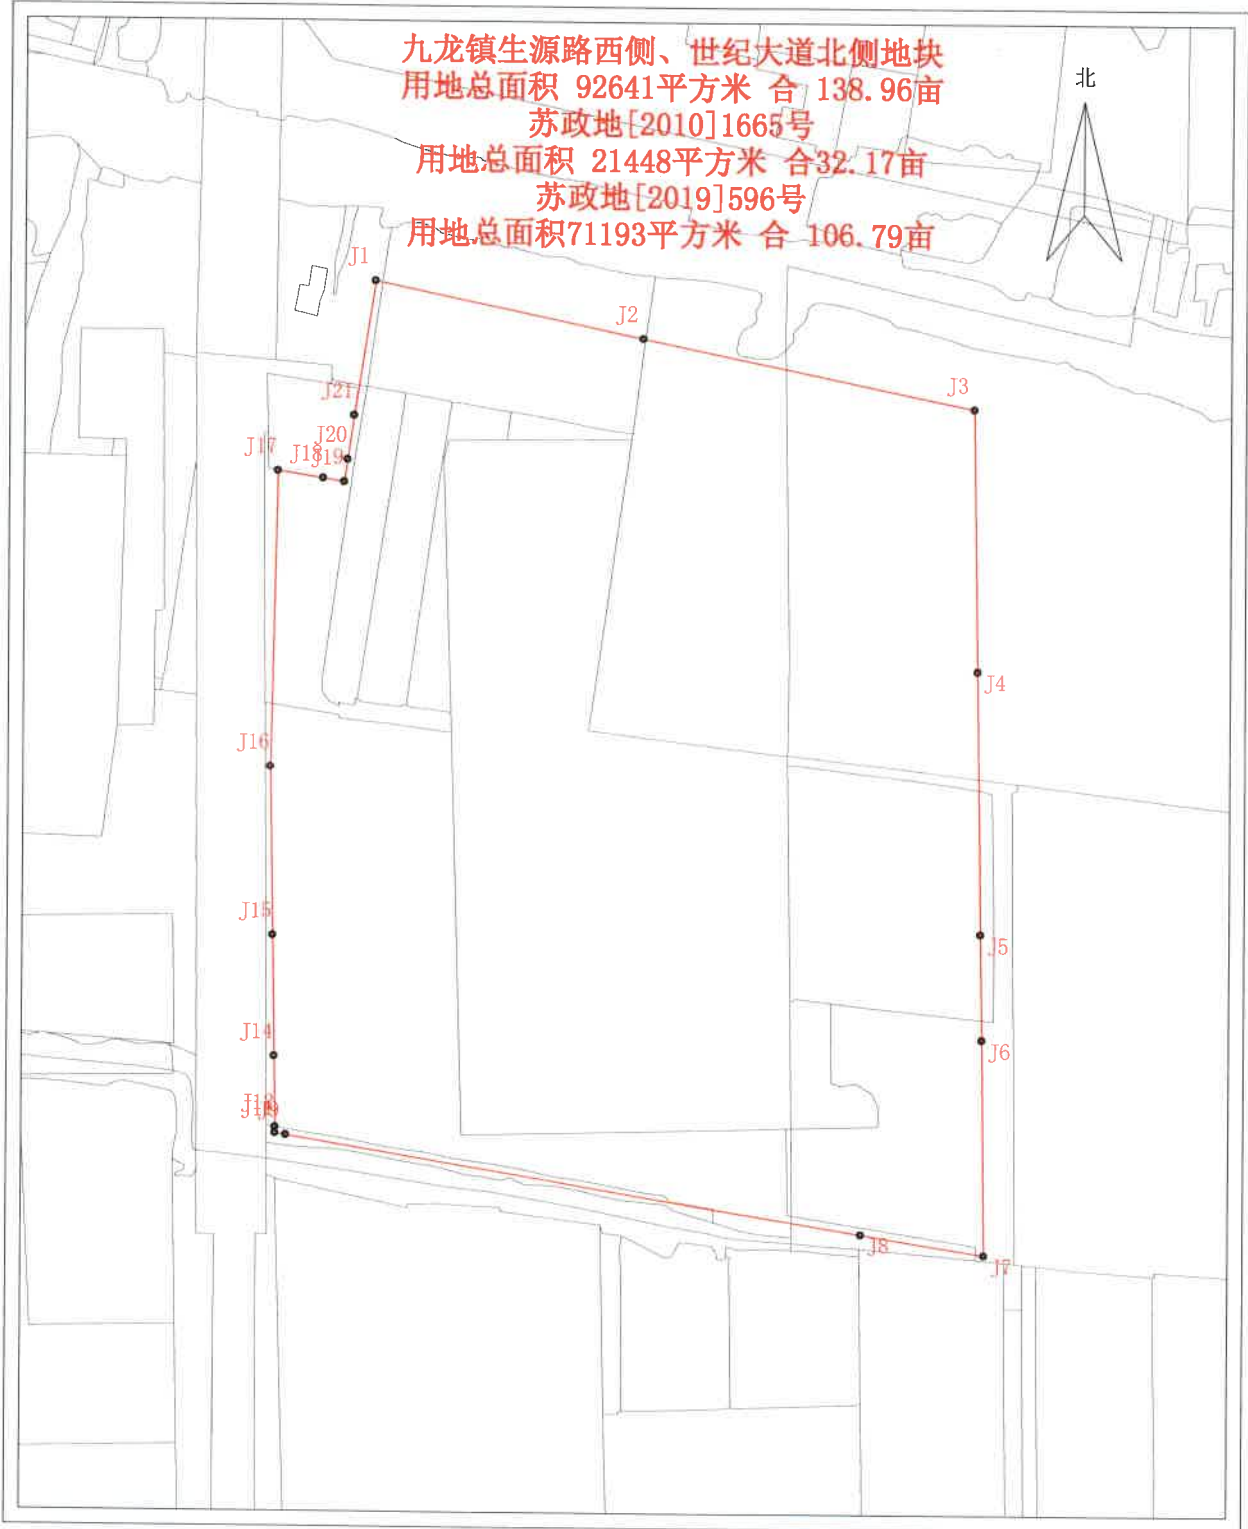 九龙镇生源路西侧、世纪大道北侧地块
用地总面积 92641平方米 合 138.96亩
苏政地[2010]1665号
用地总面积 21448平方米 合32.17亩
苏政地[2019]596号
用地总面积71193平方米 合 106.79亩
北
J1
J2
J3
J21
J20
J17
J18
J19
J4
J16
J15
J5
J14
J6
J8
J7